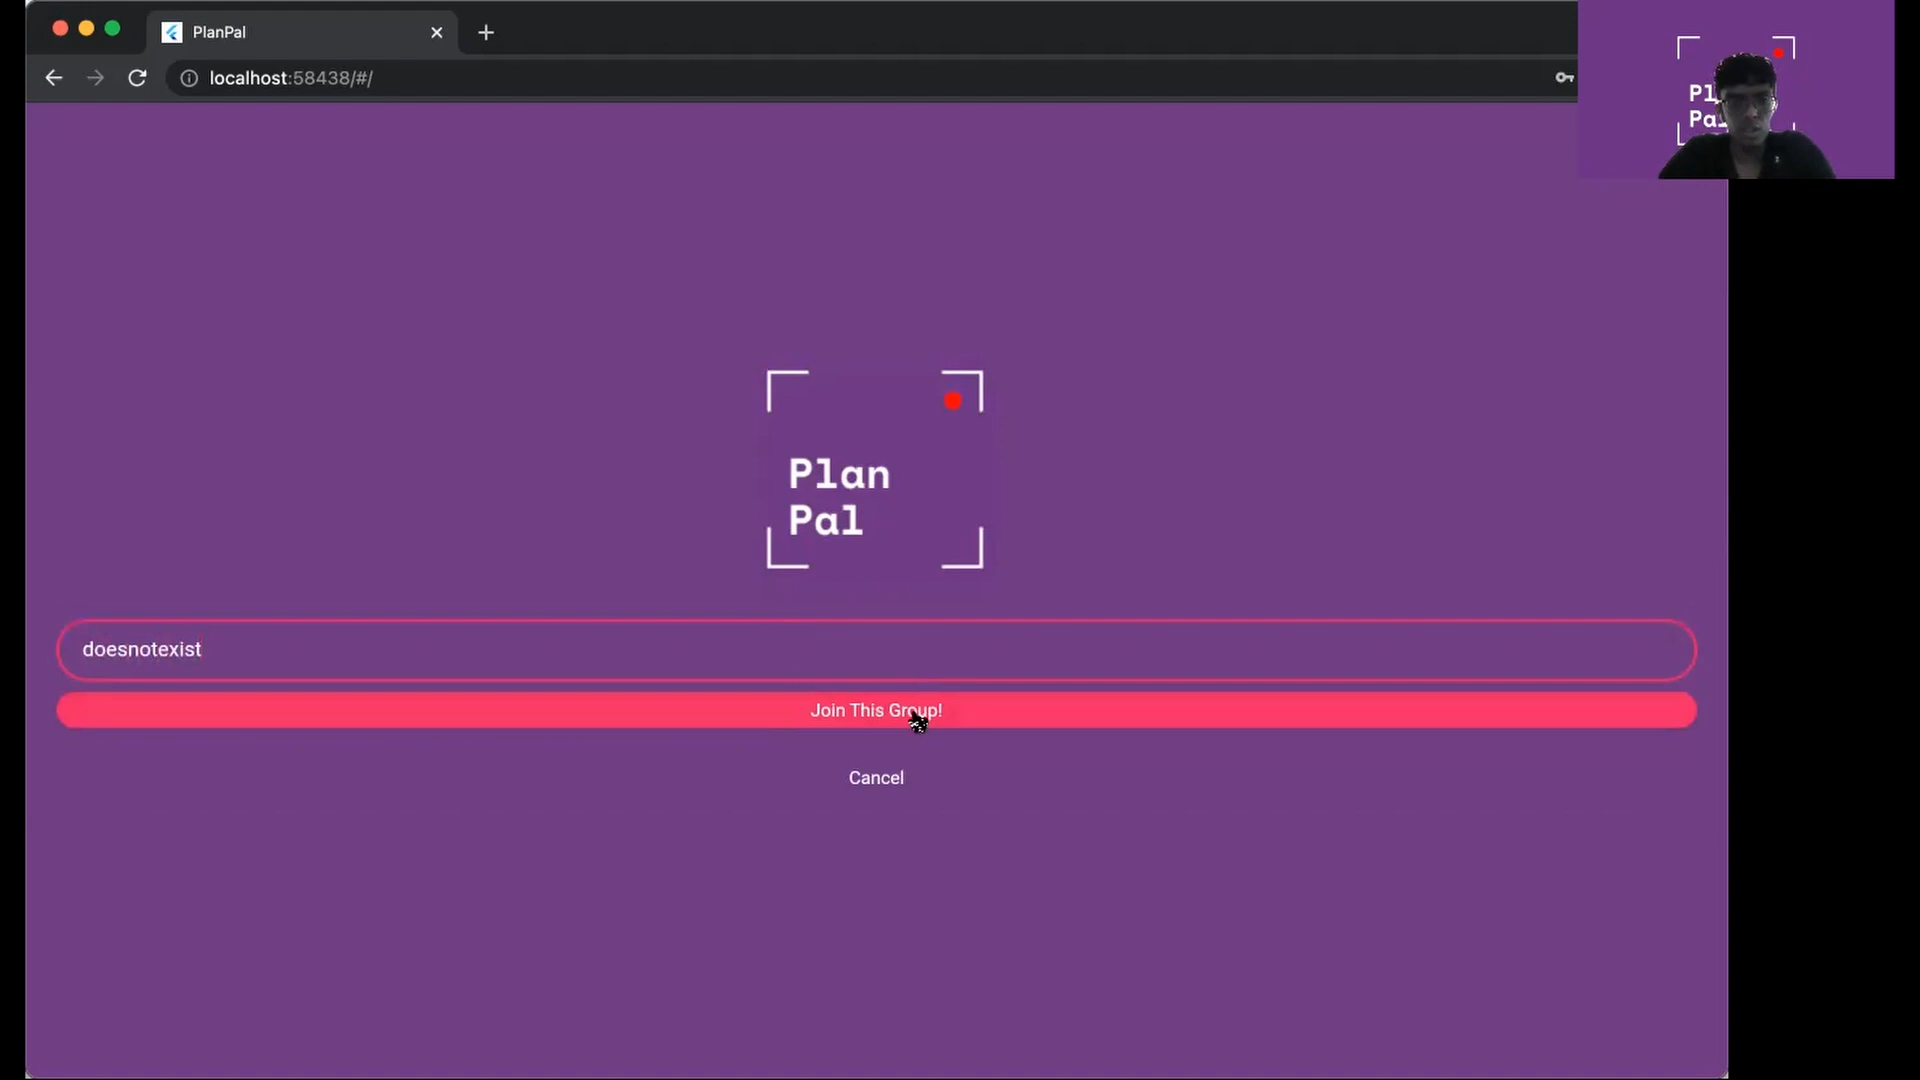 PlanPal
localhost:58438/#/
Plan
Pal
doesnotexist
Join This Group!
Cancel